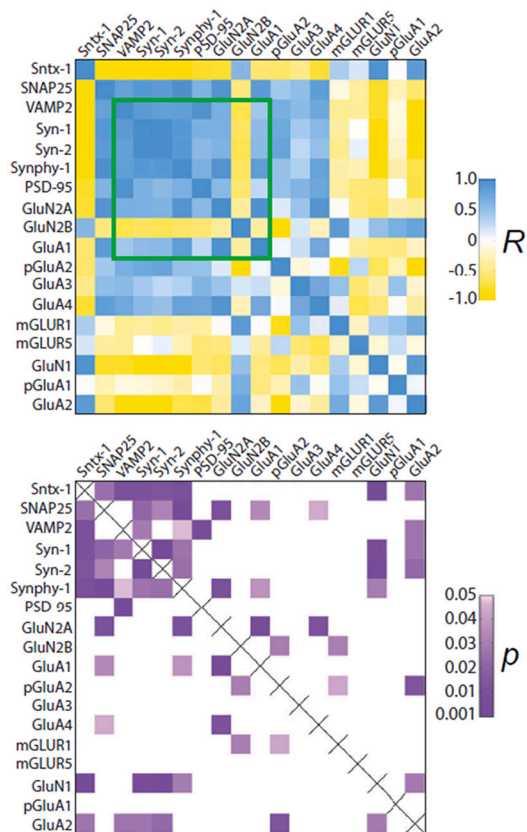 Sntx-1
SNAP25
VAMP2
Syn-1
Syn-2
Synphy-1
PSD-95
GluN2A
GluN2B
GluA1
pGluA2
GluA3
GluA4
mGLUR1
mGLUR5
GluN1
pGluA1
GluA2
Sntx-1
SNAP25
VAMP2
Syn-1
Syn-2
Synphy-1
PSD-95
GluN2A
GluN2B
GluA1
pGluA2
GluA3
GluA4
mGLUR1
mGLUR5
GluN1
pGluA1
GluA2
1.0
0.5
0
-0.5
-1.0
R
Sntx-1
SNAP25
VAMP2
Syn-1
Syn-2
Synphy-1
PSD-95
GluN2A
GluN2B
GluA1
pGluA2
GluA3
GluA4
mGLUR1
mGLUR5
GluN1
pGluA1
GluA2
Sntx-1
SNAP25
VAMP2
Syn-1
Syn-2
Synphy-1
PSD 95
GluN2A
GluN2B
GluA1
pGluA2
GluA3
GluA4
mGLUR1
mGLUR5
GluN1
pGluA1
GluA2
0.05
0.04
0.03
0.02
0.01
0.001
p